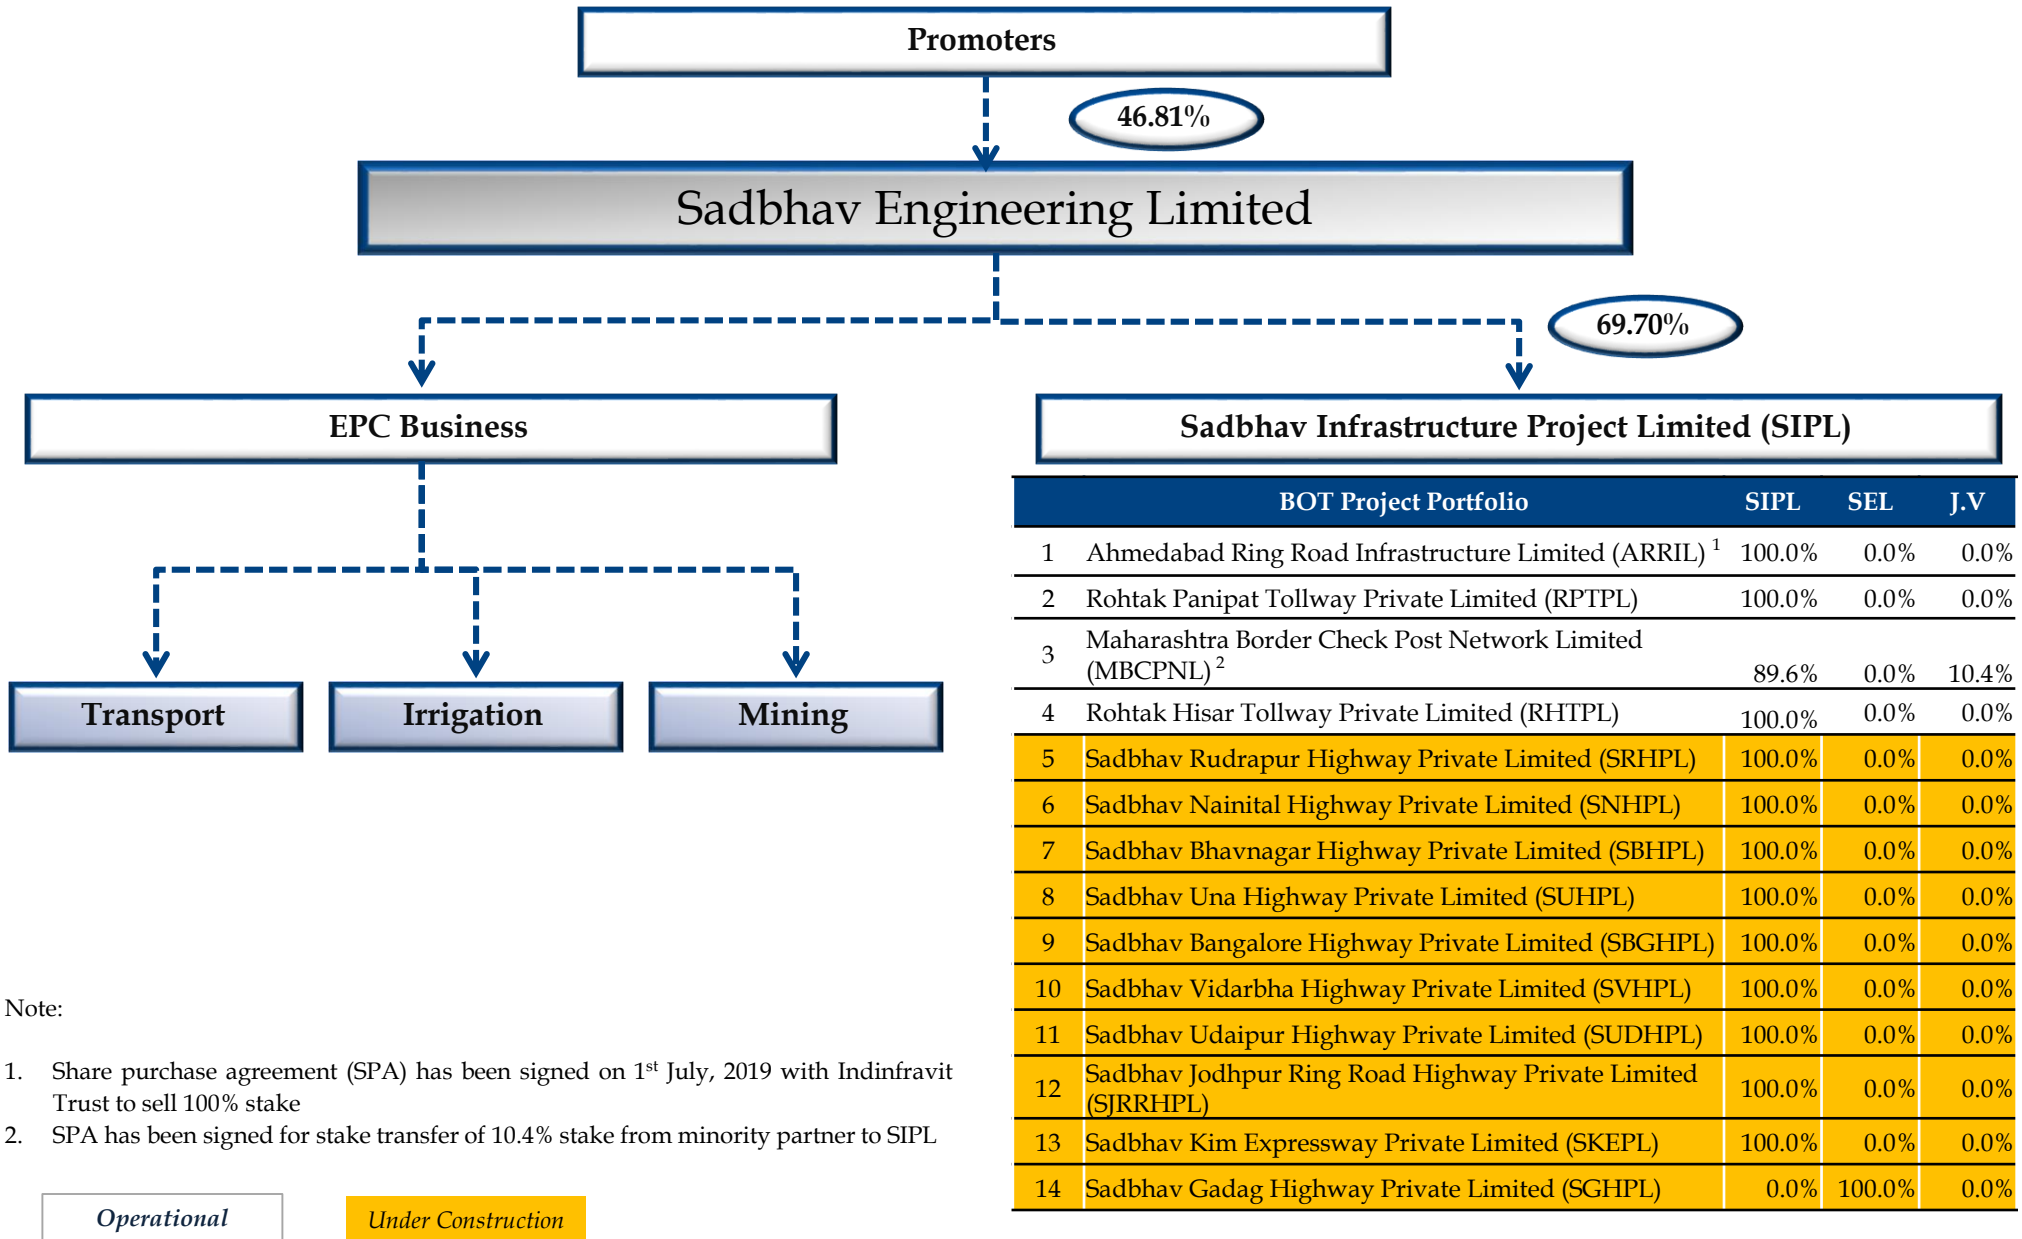 Promoters
46.81%
Sadbhav Engineering Limited
69.70%
EPC Business
Sadbhav Infrastructure Project Limited (SIPL)
Transport
Irrigation
Mining
BOT Project Portfolio SIPL SEL J.V
1 Ahmedabad Ring Road Infrastructure Limited (ARRIL) 1 100.0% 0.0% 0.0%
2 Rohtak Panipat Tollway Private Limited (RPTPL) 100.0% 0.0% 0.0%
3 Maharashtra Border Check Post Network Limited
(MBCPNL) 2 89.6% 0.0% 10.4%
4 Rohtak Hisar Tollway Private Limited (RHTPL) 100.0% 0.0% 0.0%
5 Sadbhav Rudrapur Highway Private Limited (SRHPL) 100.0% 0.0% 0.0%
6 Sadbhav Nainital Highway Private Limited (SNHPL) 100.0% 0.0% 0.0%
7 Sadbhav Bhavnagar Highway Private Limited (SBHPL) 100.0% 0.0% 0.0%
8 Sadbhav Una Highway Private Limited (SUHPL) 100.0% 0.0% 0.0%
9 Sadbhav Bangalore Highway Private Limited (SBGHPL) 100.0% 0.0% 0.0%
10 Sadbhav Vidarbha Highway Private Limited (SVHPL) 100.0% 0.0% 0.0%
11 Sadbhav Udaipur Highway Private Limited (SUDHPL) 100.0% 0.0% 0.0%
12 Sadbhav Jodhpur Ring Road Highway Private Limited
(SJRRHPL) 100.0% 0.0% 0.0%
13 Sadbhav Kim Expressway Private Limited (SKEPL) 100.0% 0.0% 0.0%
14 Sadbhav Gadag Highway Private Limited (SGHPL) 0.0% 100.0% 0.0%
Note:
1. Share purchase agreement (SPA) has been signed on 1st July, 2019 with Indinfravit
Trust to sell 100% stake
2. SPA has been signed for stake transfer of 10.4% stake from minority partner to SIPL
Operational
Under Construction